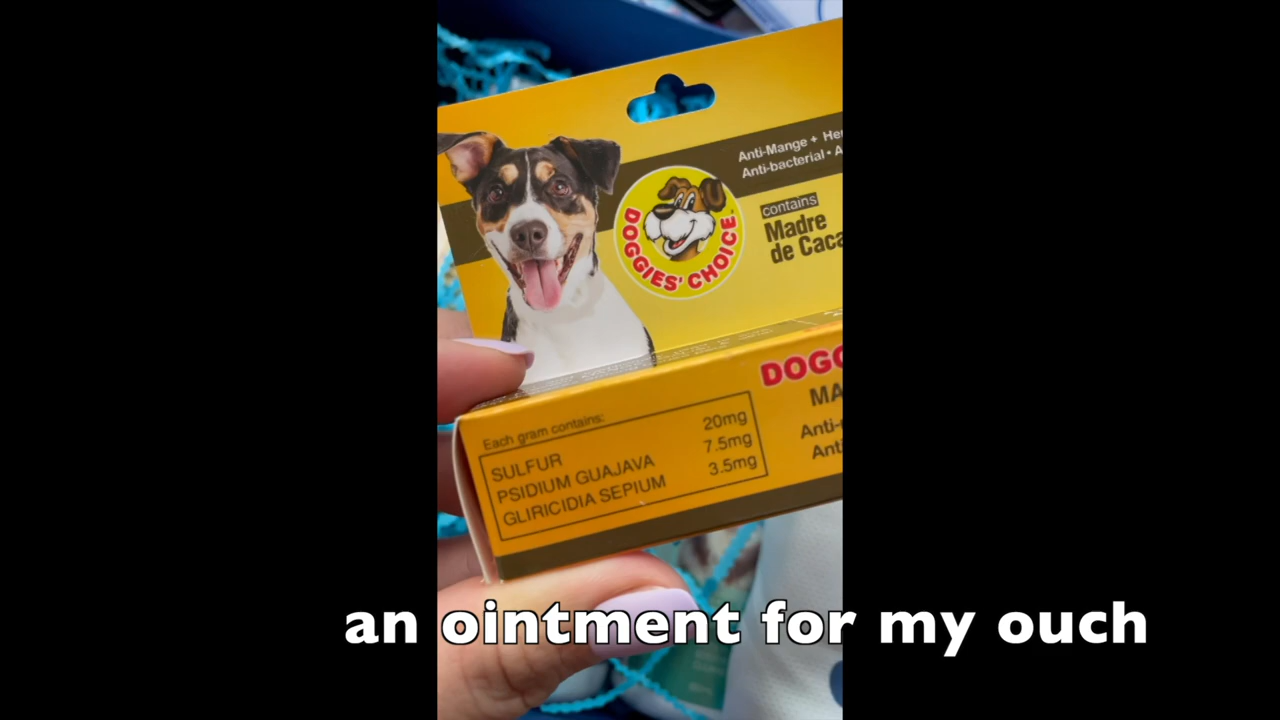 Anti-Mange + He
Anti-bacterial • A
DOGGIES' CHOICE
contains
Madre
de Caca
DOGG
MA
Anti-
Anti
Each gram contains:
SULFUR 20mg
PSIDIUM GUAJAVA 7.5mg
GLIRICIDIA SEPIUM 3.5mg
an ointment for my ouch